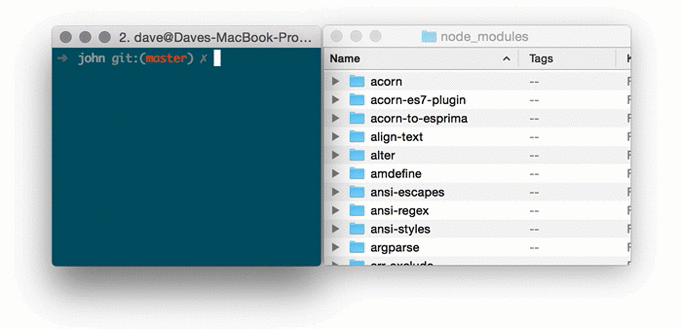 2. dave@Daves-MacBook-Pro…
➜ john git:(master) ✗
node_modules
Name Tags
acorn --
acorn-es7-plugin --
acorn-to-esprima --
align-text --
alter --
amdefine --
ansi-escapes --
ansi-regex --
ansi-styles --
argparse --